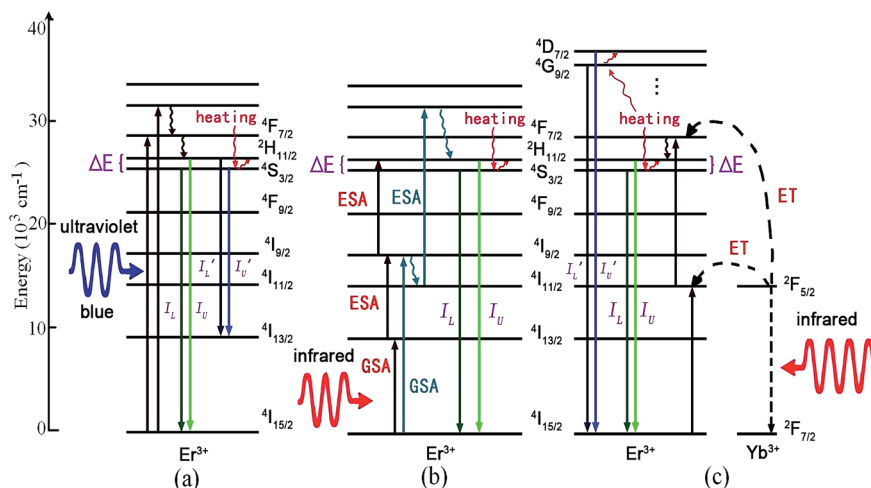 Energy (10³ cm⁻¹)
40
30
20
10
0
ultraviolet
blue
ΔE {
heating
⁴F₇/₂
²H₁₁/₂
⁴S₃/₂
⁴F₉/₂
⁴I₉/₂
⁴I₁₁/₂
⁴I₁₃/₂
⁴I₁₅/₂
I_L
I_U
I_L'
I_U'
Er³⁺
(a)
infrared
ΔE {
heating
ESA
ESA
ESA
GSA
GSA
I_L
I_U
⁴F₇/₂
²H₁₁/₂
⁴S₃/₂
⁴F₉/₂
⁴I₉/₂
⁴I₁₁/₂
⁴I₁₃/₂
⁴I₁₅/₂
Er³⁺
(b)
⁴D₇/₂
⁴G₉/₂
...
heating
} ΔE
I_L'
I_U'
I_L
I_U
ET
ET
²F₅/₂
infrared
²F₇/₂
Er³⁺
Yb³⁺
(c)